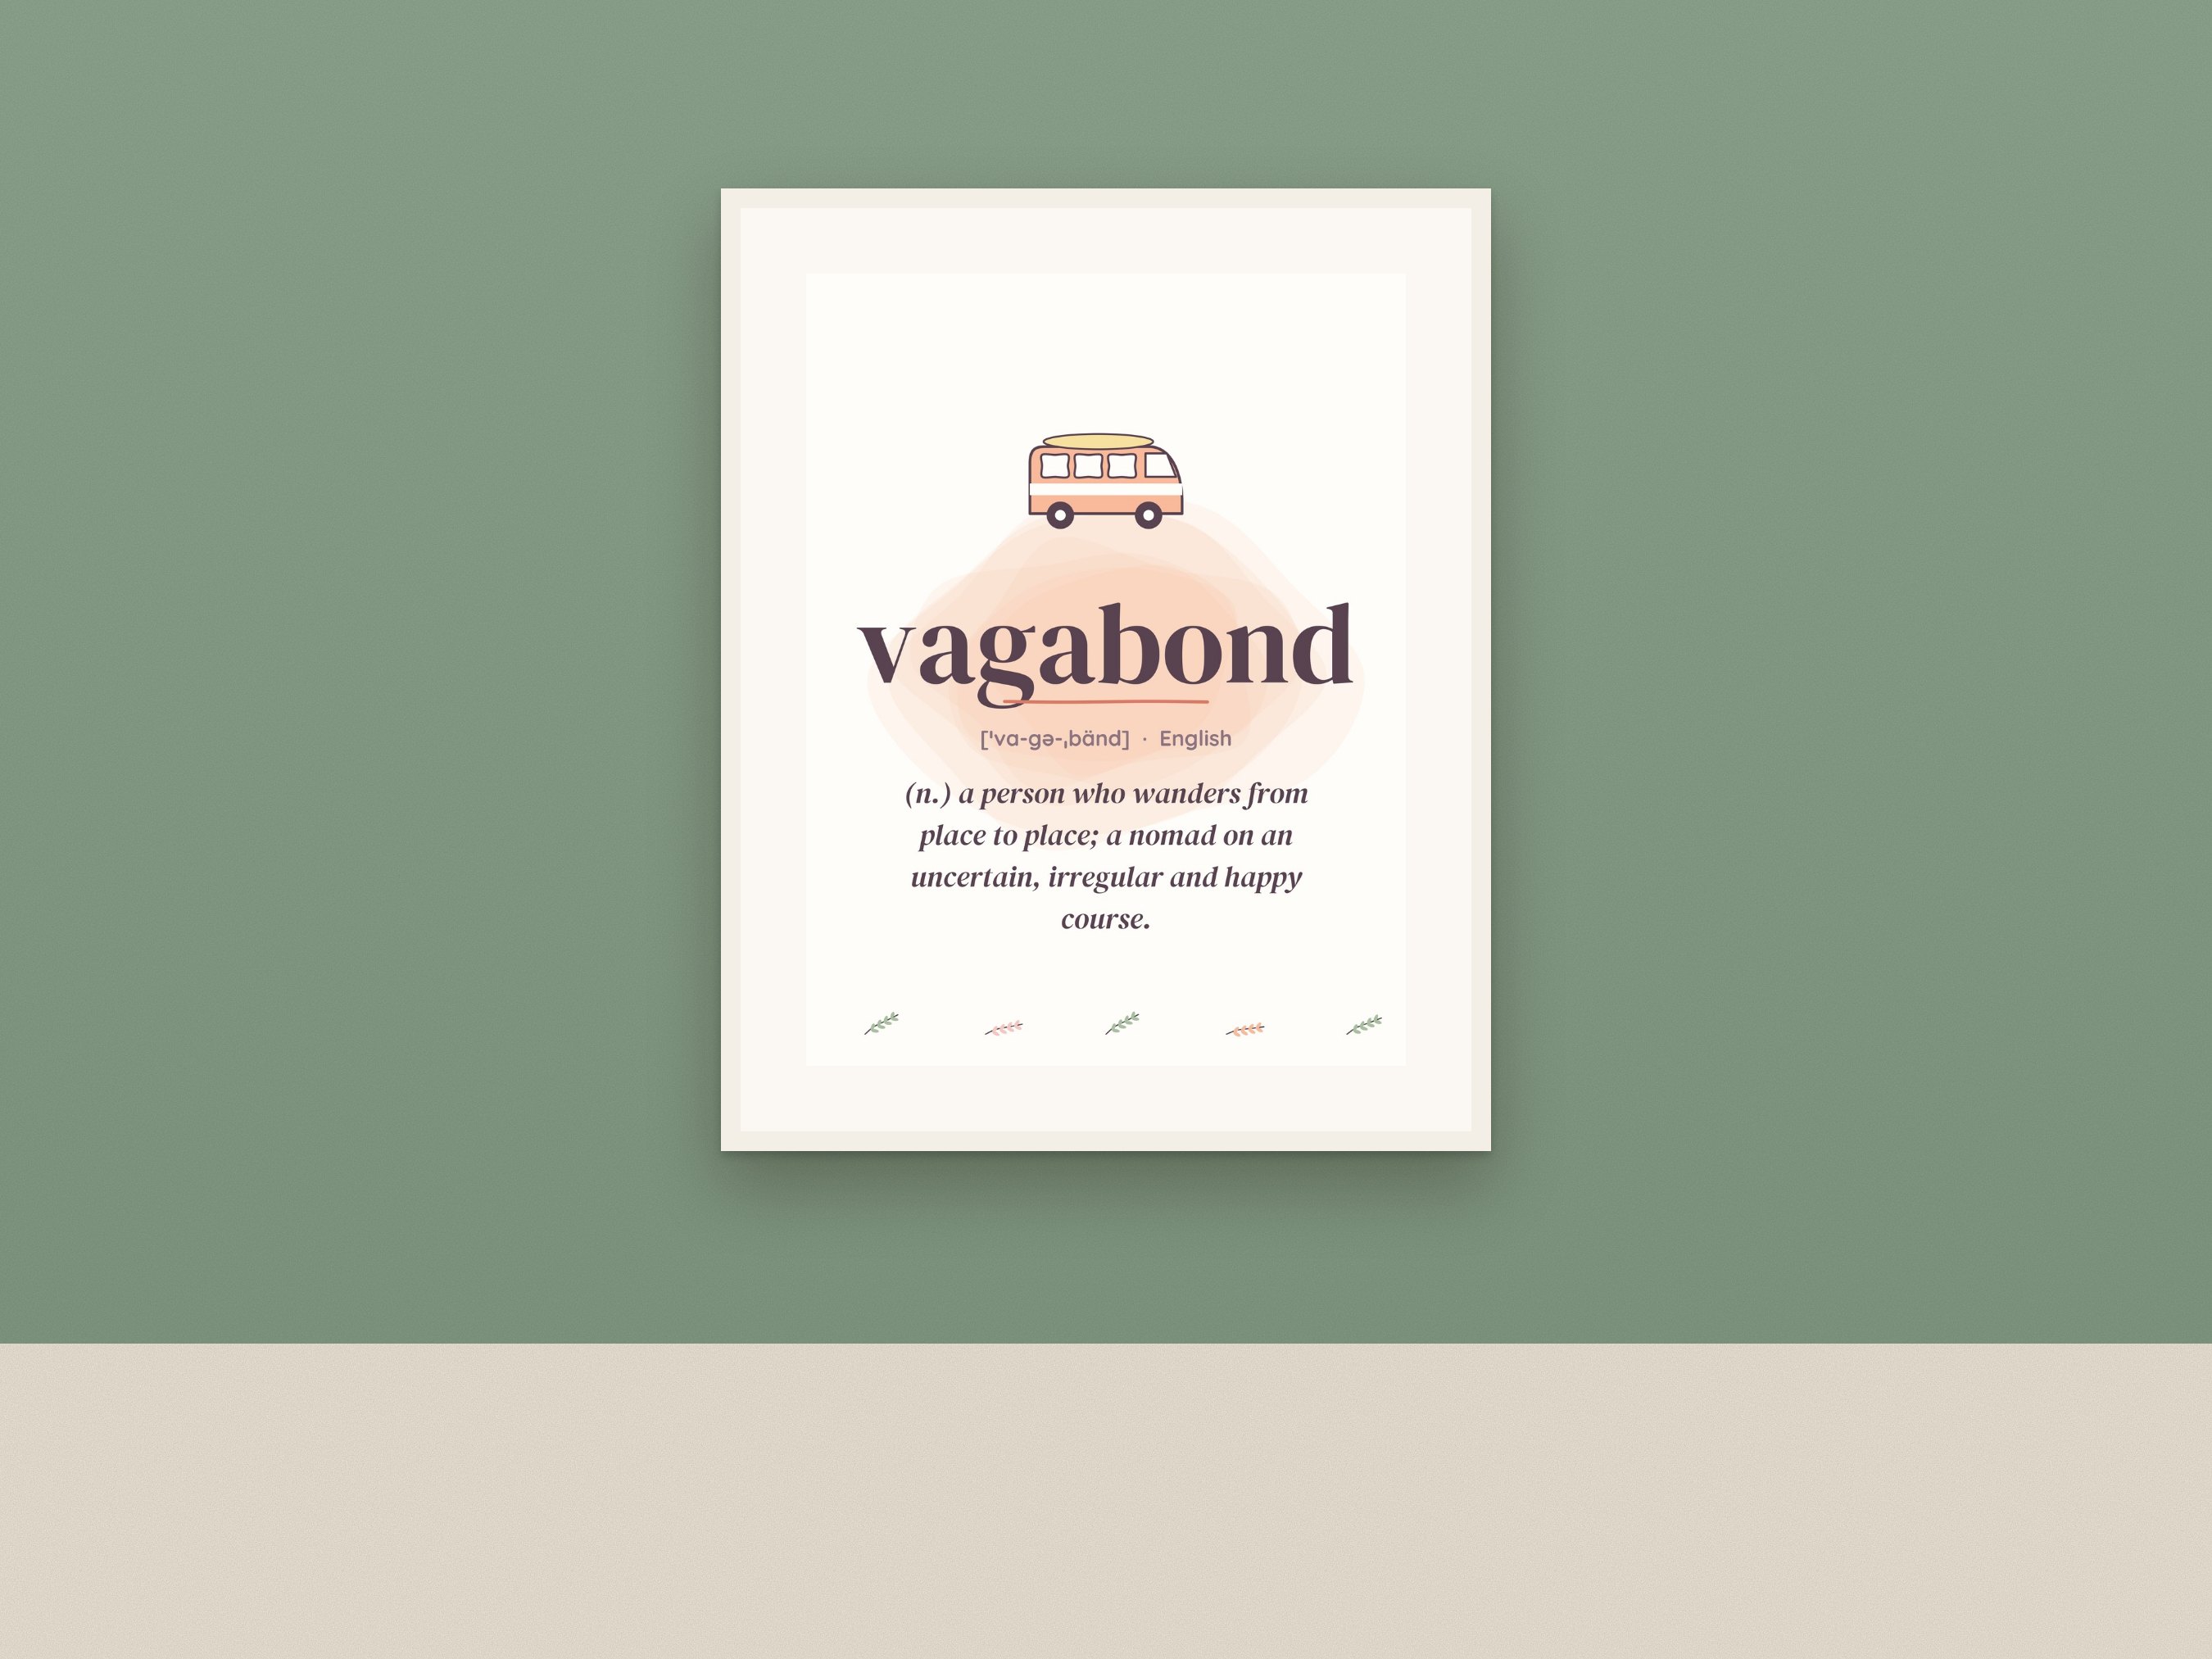 vagabond
[ˈva-gə-ˌbänd] · English
(n.) a person who wanders from
place to place; a nomad on an
uncertain, irregular and happy
course.